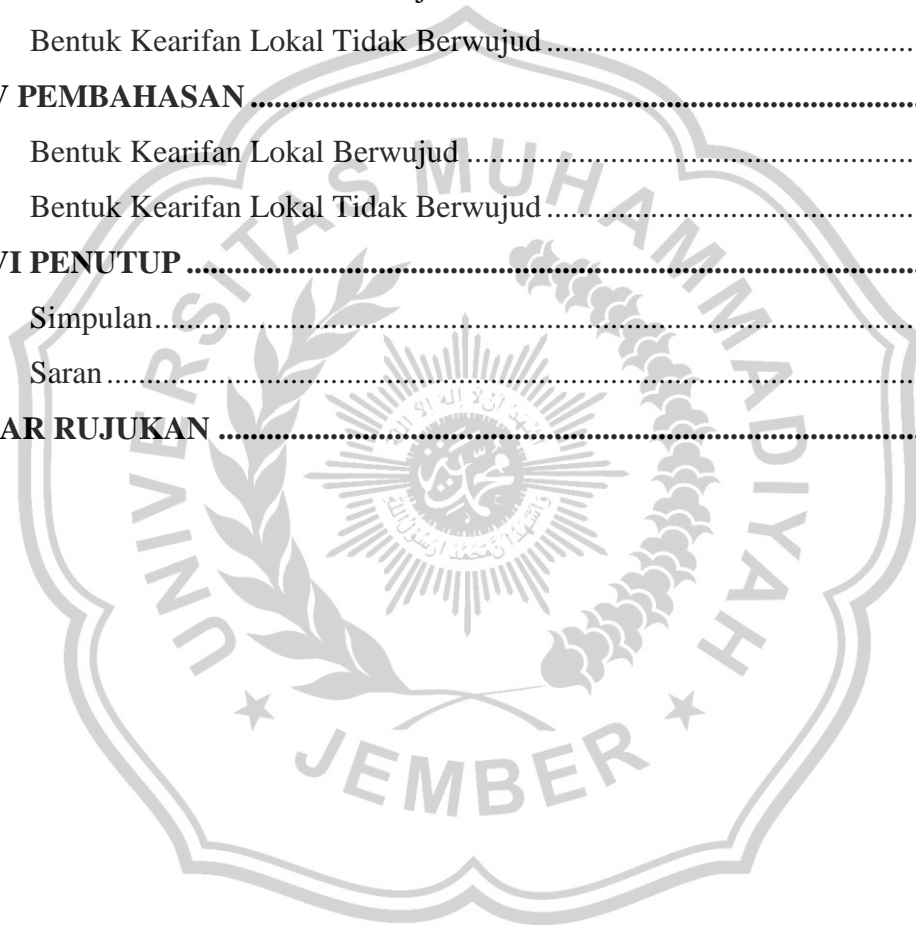 Bentuk Kearifan Lokal Tidak Berwujud ..........................................
V PEMBAHASAN ..........................................................................
Bentuk Kearifan Lokal Berwujud ..................................................
Bentuk Kearifan Lokal Tidak Berwujud ..........................................
VI PENUTUP ...............................................................................
Simpulan ...................................................................................
Saran .........................................................................................
AR RUJUKAN ............................................................................
UNIVERSITAS MUHAMMADIYAH
JEMBER